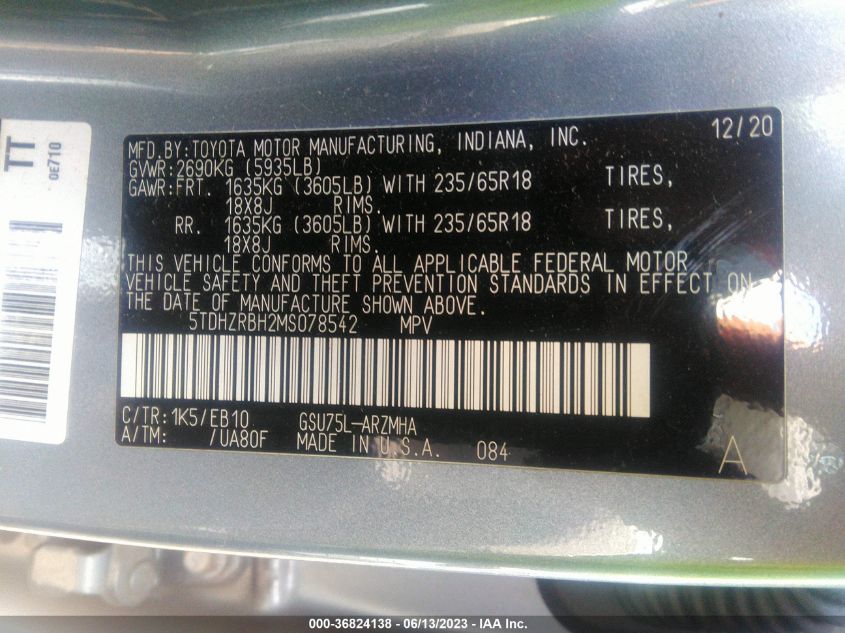 TT
0E710
12/20
MFD.BY:TOYOTA MOTOR MANUFACTURING, INDIANA, INC.
GVWR:2690KG (5935LB)
GAWR:FRT. 1635KG (3605LB) WITH 235/65R18 TIRES,
18X8J RIMS.
RR. 1635KG (3605LB) WITH 235/65R18 TIRES,
18X8J RIMS.
THIS VEHICLE CONFORMS TO ALL APPLICABLE FEDERAL MOTOR
VEHICLE SAFETY AND THEFT PREVENTION STANDARDS IN EFFECT ON
THE DATE OF MANUFACTURE SHOWN ABOVE.
5TDHZRBH2MS078542 MPV
C/TR:1K5/EB10 GSU75L-ARZMHA
A/TM: /UA80F MADE IN U.S.A. 084
A
000-36824138 - 06/13/2023 - IAA Inc.